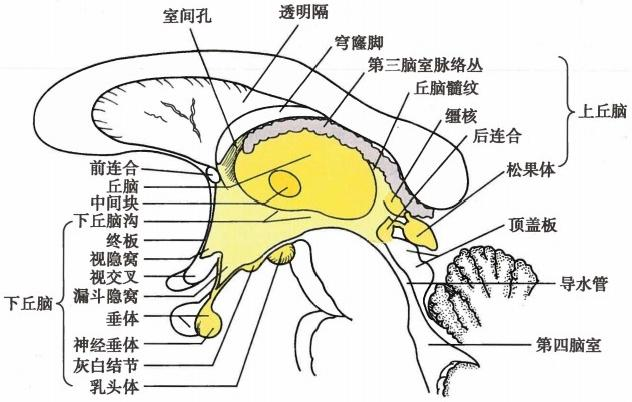 室间孔
透明隔
穹窿脚
第三脑室脉络丛
丘脑髓纹
缰核
后连合
上丘脑
松果体
顶盖板
导水管
第四脑室
前连合
丘脑
中间块
下丘脑沟
终板
视隐窝
视交叉
漏斗隐窝
垂体
神经垂体
灰白结节
乳头体
下丘脑